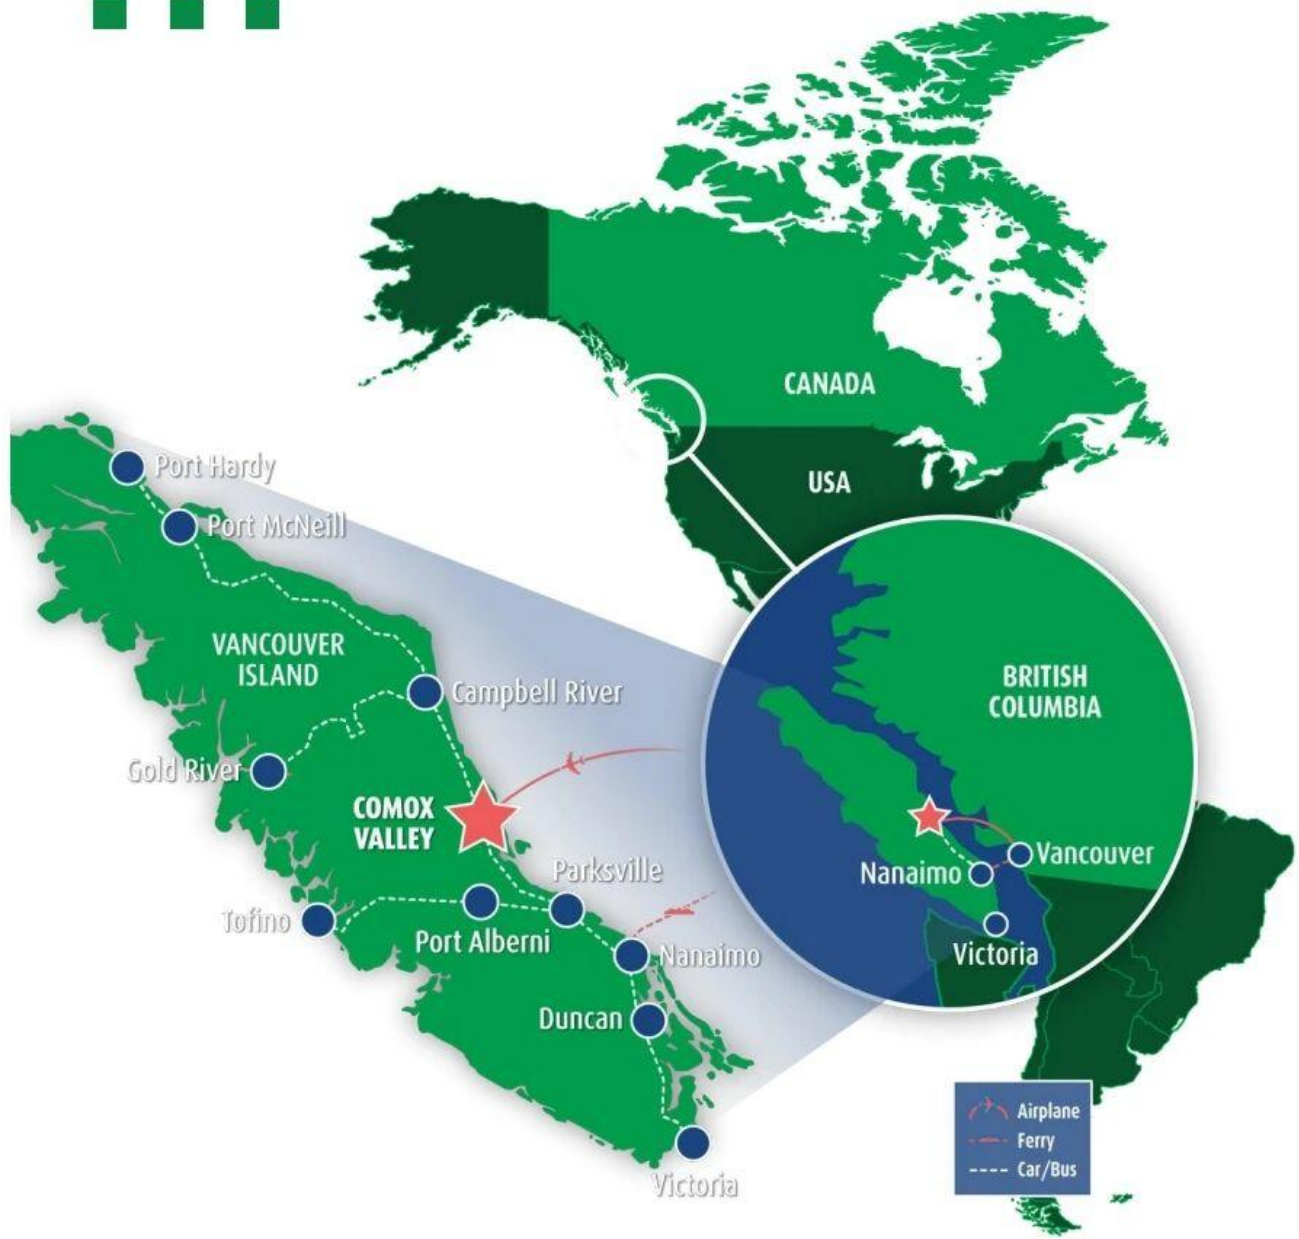 CANADA
USA
Port Hardy
Port McNeill
VANCOUVER
ISLAND
Campbell River
Gold River
COMOX
VALLEY
Parksville
Tofino
Port Alberni
Nanaimo
Duncan
Victoria
BRITISH
COLUMBIA
Vancouver
Nanaimo
Victoria
Airplane
Ferry
Car/Bus